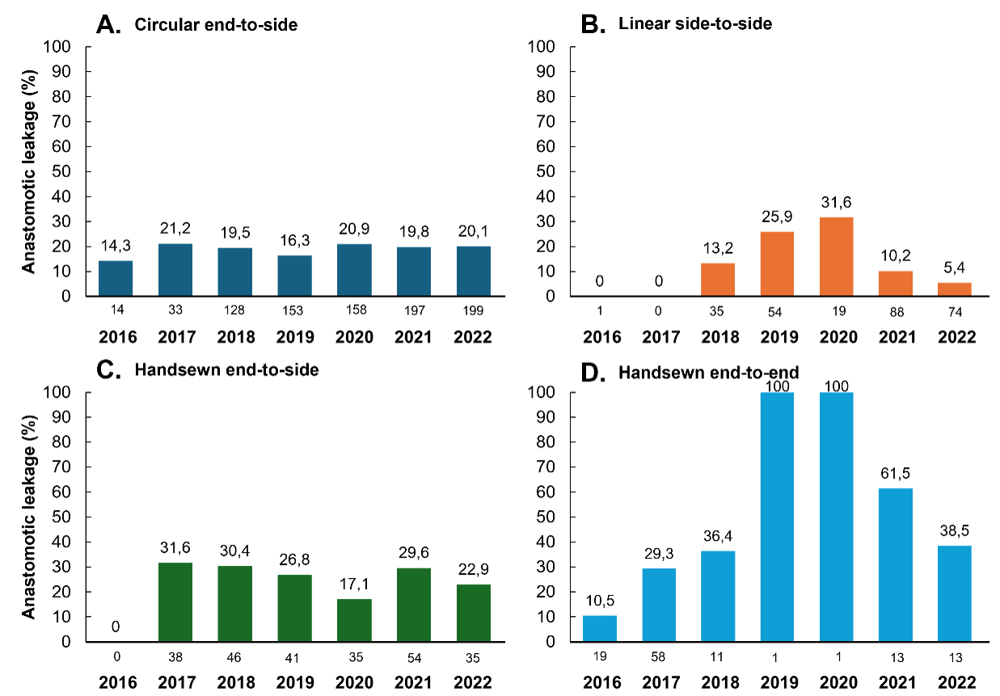 A. Circular end-to-side
Anastomotic leakage (%)
100
90
80
70
60
50
40
30
20
10
0
14,3 21,2 19,5 16,3 20,9 19,8 20,1
14 33 128 153 158 197 199
2016 2017 2018 2019 2020 2021 2022
B. Linear side-to-side
100
90
80
70
60
50
40
30
20
10
0
0 0 13,2 25,9 31,6 10,2 5,4
1 0 35 54 19 88 74
2016 2017 2018 2019 2020 2021 2022
C. Handsewn end-to-side
Anastomotic leakage (%)
100
90
80
70
60
50
40
30
20
10
0
0 31,6 30,4 26,8 17,1 29,6 22,9
0 38 46 41 35 54 35
2016 2017 2018 2019 2020 2021 2022
D. Handsewn end-to-end
100
90
80
70
60
50
40
30
20
10
0
10,5 29,3 36,4 100 100 61,5 38,5
19 58 11 1 1 13 13
2016 2017 2018 2019 2020 2021 2022